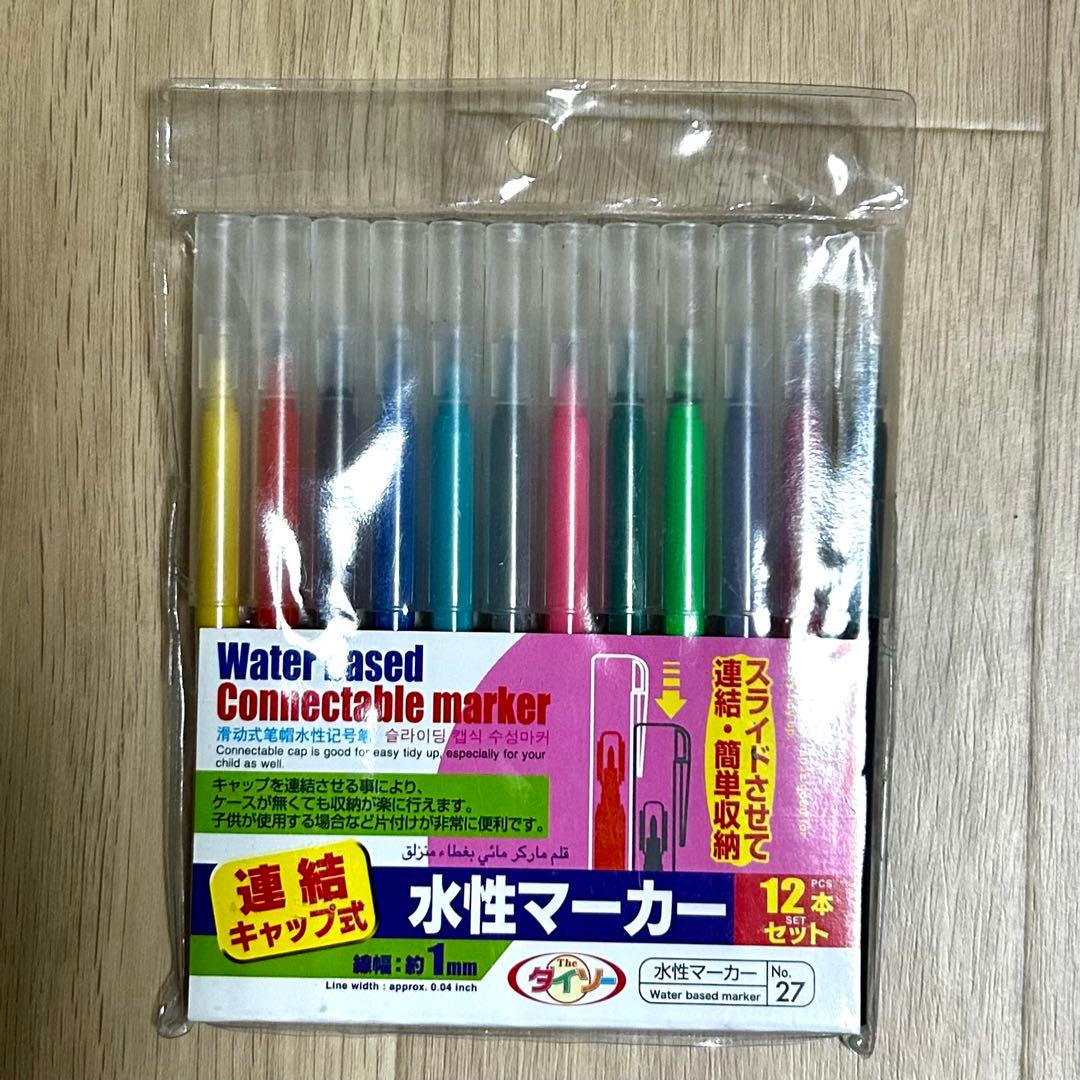 Water based
Connectable marker
滑动式笔帽水性记号笔 슬라이딩 캡식 수성마커
Connectable cap is good for easy tidy up, especially for your
child as well.
キャップを連結させる事により、
ケースが無くても収納が楽に行えます。
子供が使用する場合など片付けが非常に便利です。
قلم ماركر مائي بغطاء منزلق
スライドさせて
連結・簡単収納
連結
キャップ式
水性マーカー
12本
PCS
SET
セット
線幅:約1mm
Line width : approx. 0.04 inch
The
ダイソー
水性マーカー
Water based marker
No.
27